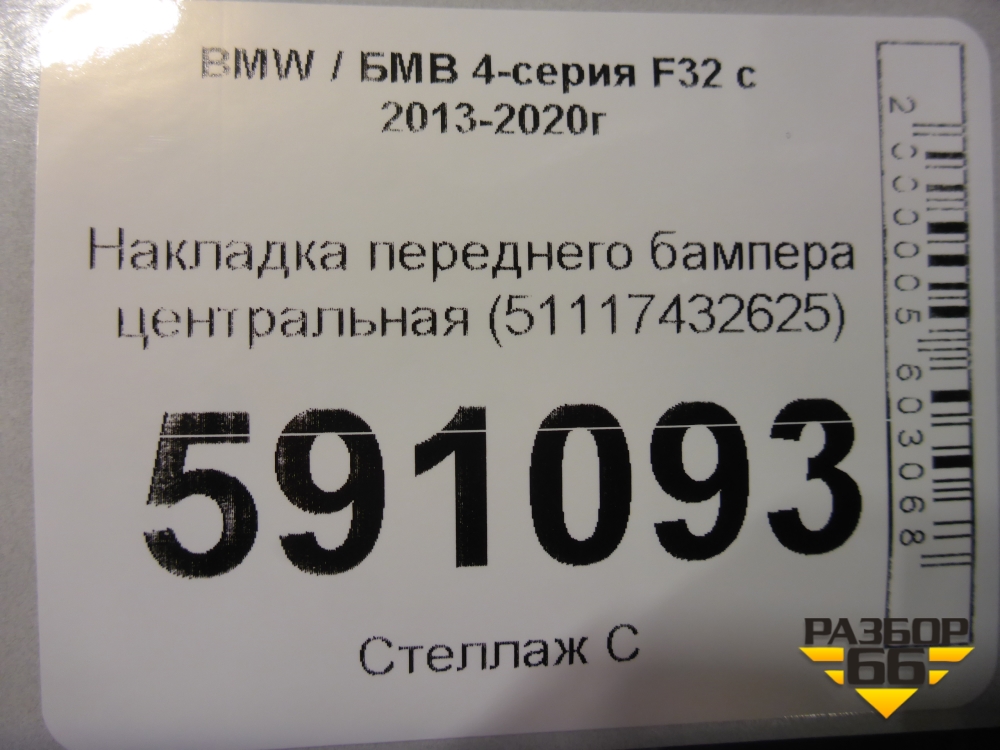 BMW / БМВ 4-серия F32 с
2013-2020г
Накладка переднего бампера
центральная (51117432625)
591093
Стеллаж С
2000005603068
РАЗБОР
66